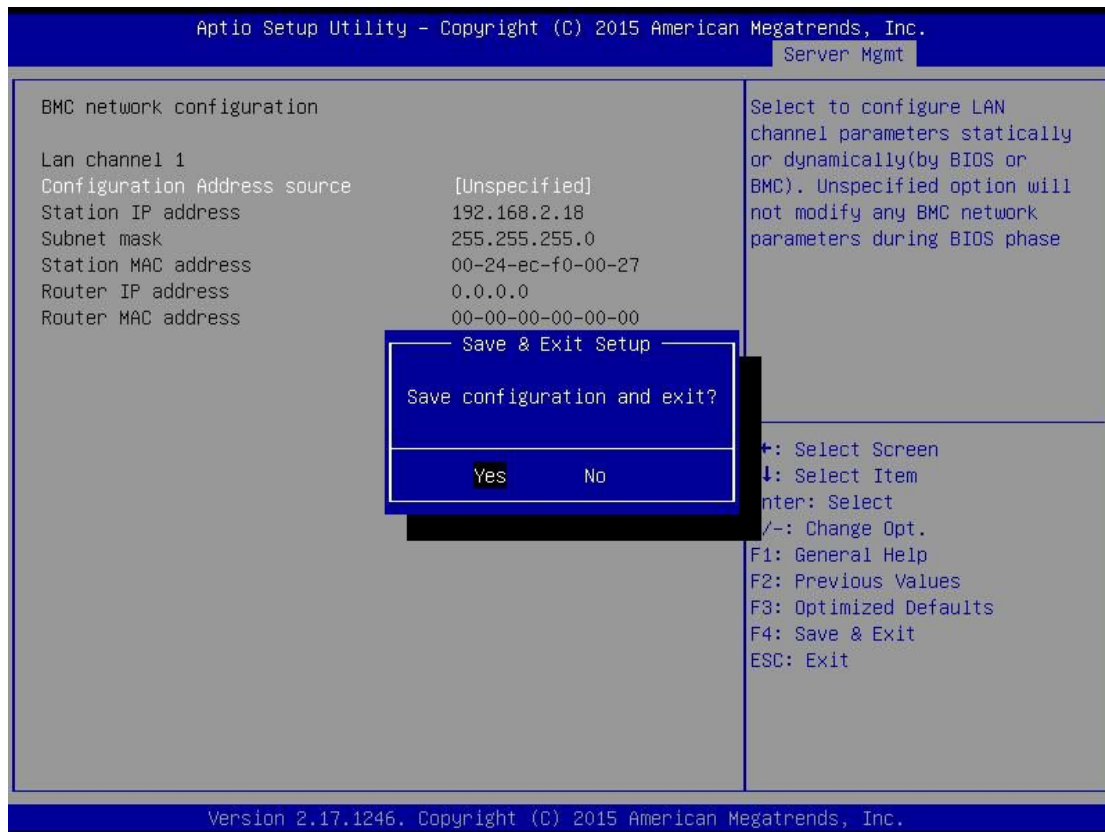 Aptio Setup Utility – Copyright (C) 2015 American Megatrends, Inc.
Server Mgmt
BMC network configuration
Lan channel 1
Configuration Address source [Unspecified]
Station IP address 192.168.2.18
Subnet mask 255.255.255.0
Station MAC address 00-24-ec-f0-00-27
Router IP address 0.0.0.0
Router MAC address 00-00-00-00-00-00
Select to configure LAN
channel parameters statically
or dynamically(by BIOS or
BMC). Unspecified option will
not modify any BMC network
parameters during BIOS phase
Save & Exit Setup
Save configuration and exit?
Yes No
: Select Screen
: Select Item
nter: Select
/-: Change Opt.
F1: General Help
F2: Previous Values
F3: Optimized Defaults
F4: Save & Exit
ESC: Exit
Version 2.17.1246. Copyright (C) 2015 American Megatrends, Inc.